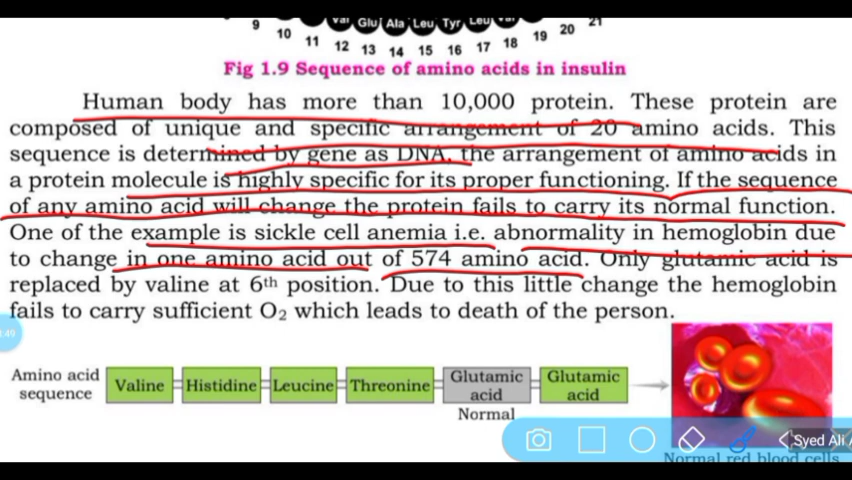 Val Glu Ala Leu Tyr Leu Val
9 10 11 12 13 14 15 16 17 18 19 20 21
Fig 1.9 Sequence of amino acids in insulin
Human body has more than 10,000 protein. These protein are
composed of unique and specific arrangement of 20 amino acids. This
sequence is determined by gene as DNA, the arrangement of amino acids in
a protein molecule is highly specific for its proper functioning. If the sequence
of any amino acid will change the protein fails to carry its normal function.
One of the example is sickle cell anemia i.e. abnormality in hemoglobin due
to change in one amino acid out of 574 amino acid. Only glutamic acid is
replaced by valine at 6th position. Due to this little change the hemoglobin
fails to carry sufficient O₂ which leads to death of the person.
:49
Amino acid
sequence
Valine Histidine Leucine Threonine Glutamic acid Glutamic acid
Normal
Syed Ali A
Normal red blood cells